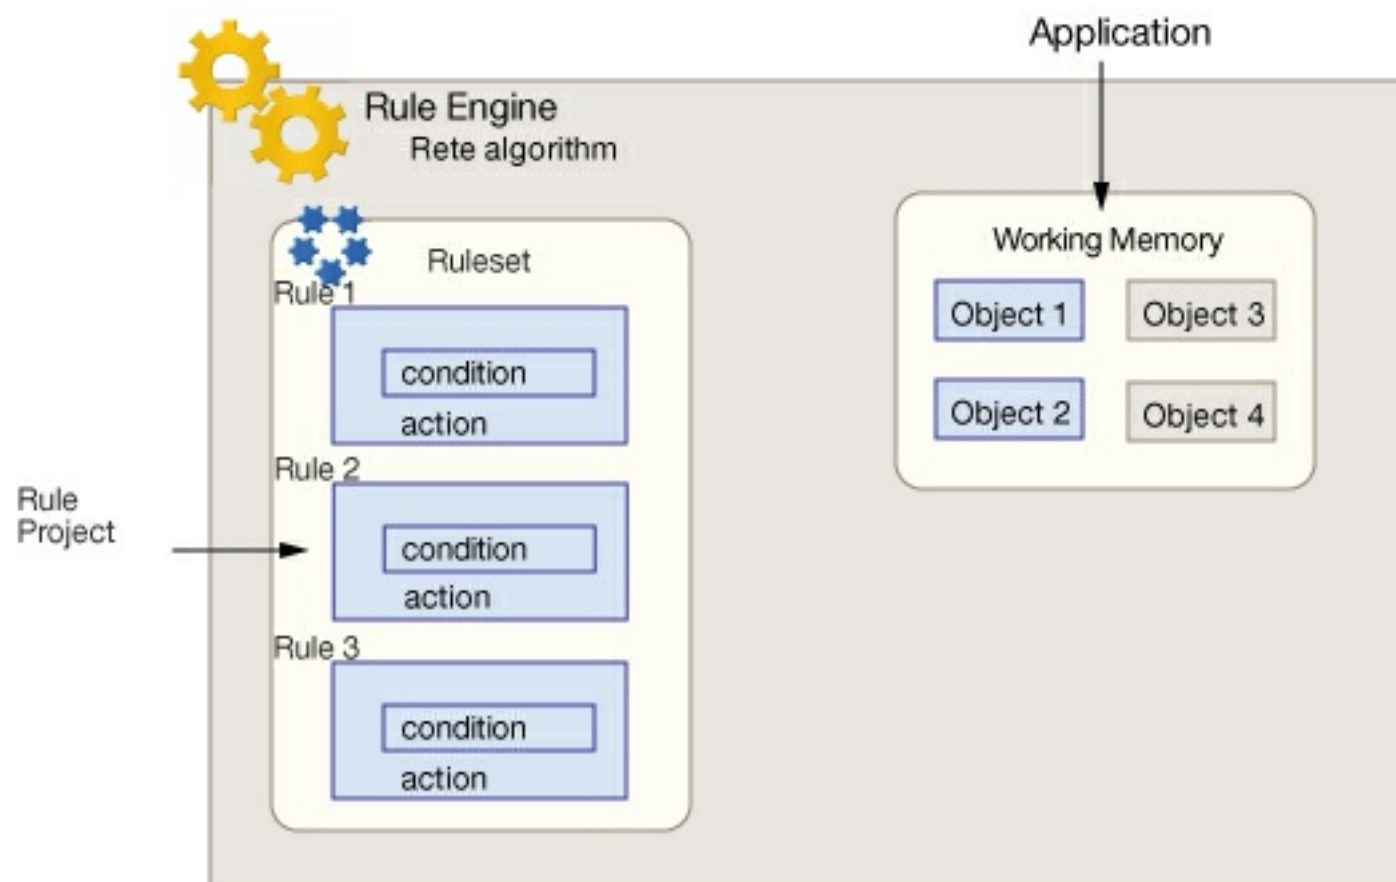 Application
Rule Engine
Rete algorithm
Ruleset
Rule 1
condition
action
Rule 2
condition
action
Rule 3
condition
action
Rule
Project
Working Memory
Object 1
Object 3
Object 2
Object 4